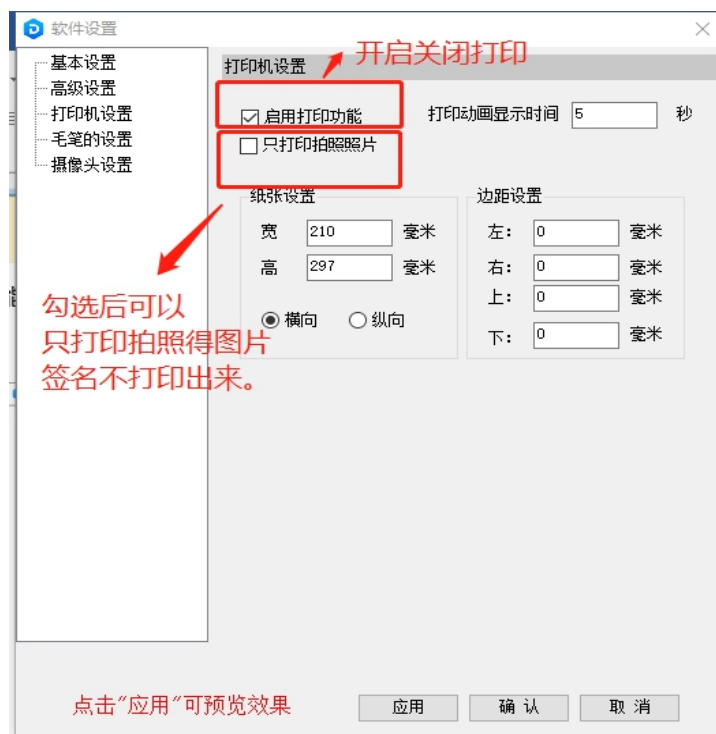 软件设置
基本设置
高级设置
打印机设置
毛笔的设置
摄像头设置
打印机设置
开启关闭打印
启用打印功能
打印动画显示时间 5 秒
只打印拍照照片
纸张设置
宽 210 毫米
高 297 毫米
横向 纵向
边距设置
左: 0 毫米
右: 0 毫米
上: 0 毫米
下: 0 毫米
勾选后可以
只打印拍照得图片
签名不打印出来。
点击"应用"可预览效果
应用 确 认 取 消